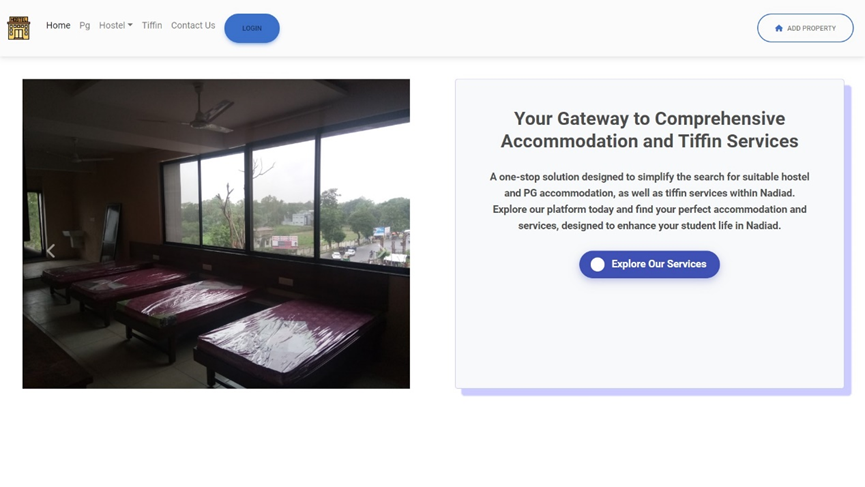 HOSTEL
Home Pg Hostel Tiffin Contact Us LOGIN ADD PROPERTY
Your Gateway to Comprehensive
Accommodation and Tiffin Services
A one-stop solution designed to simplify the search for suitable hostel
and PG accommodation, as well as tiffin services within Nadiad.
Explore our platform today and find your perfect accommodation and
services, designed to enhance your student life in Nadiad.
Explore Our Services